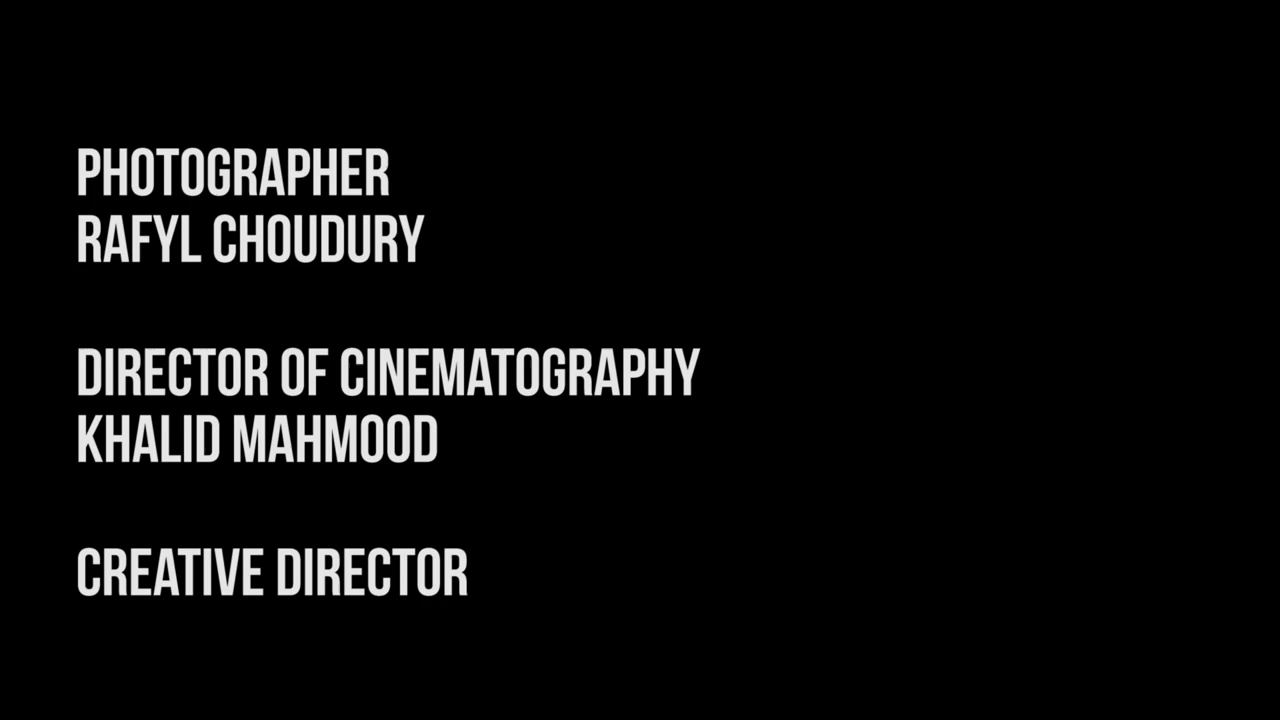 PHOTOGRAPHER
RAFYL CHOUDURY
DIRECTOR OF CINEMATOGRAPHY
KHALID MAHMOOD
CREATIVE DIRECTOR